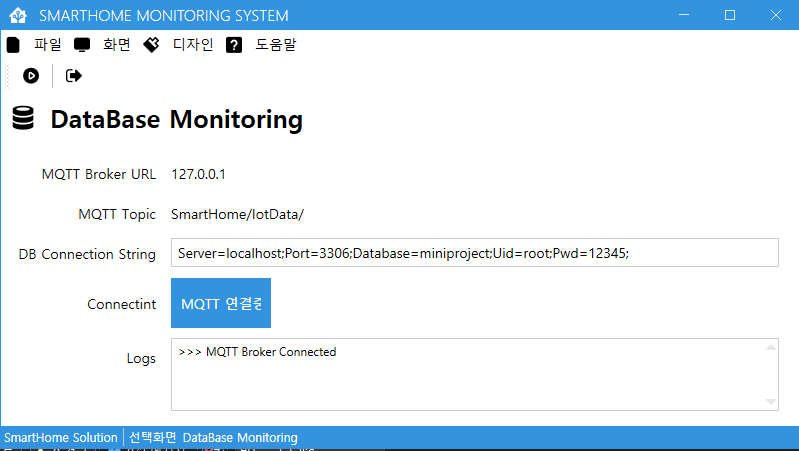 SMARTHOME MONITORING SYSTEM
파일 화면 디자인 도움말
DataBase Monitoring
MQTT Broker URL 127.0.0.1
MQTT Topic SmartHome/IotData/
DB Connection String Server=localhost;Port=3306;Database=miniproject;Uid=root;Pwd=12345;
Connectint MQTT 연결중
Logs >>> MQTT Broker Connected
SmartHome Solution 선택화면 DataBase Monitoring